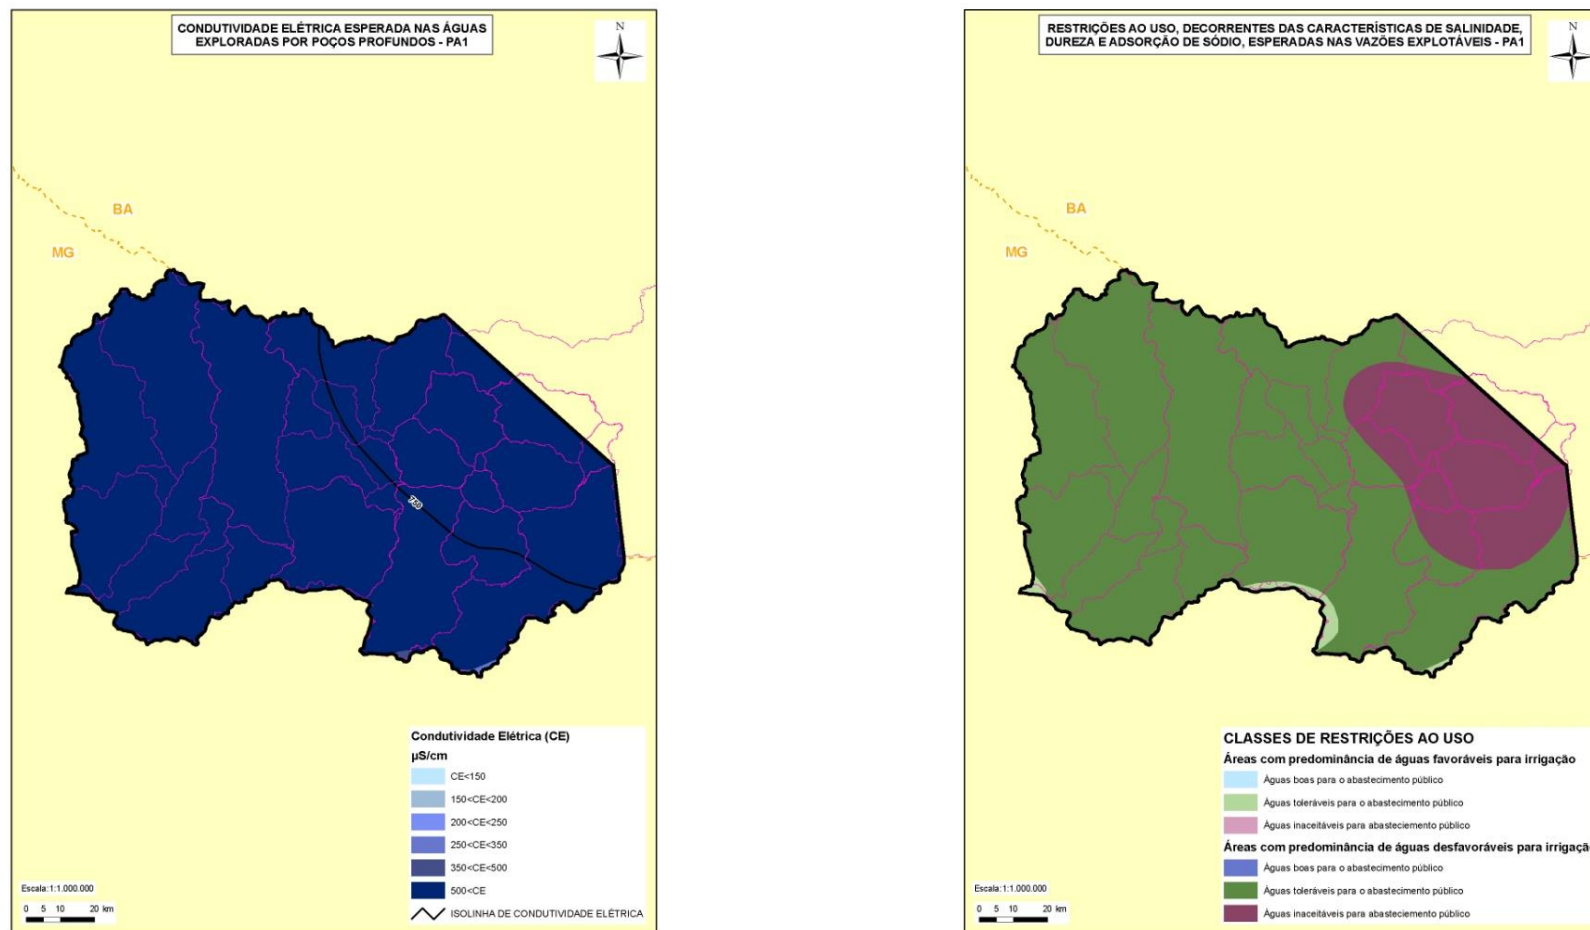 CONDUTIVIDADE ELÉTRICA ESPERADA NAS ÁGUAS
EXPLORADAS POR POÇOS PROFUNDOS - PA1
N
BA
MG
750
Condutividade Elétrica (CE)
µS/cm
CE<150
150<CE<200
200<CE<250
250<CE<350
350<CE<500
500<CE
ISOLINHA DE CONDUTIVIDADE ELÉTRICA
Escala:1:1.000.000
0 5 10 20 km
RESTRIÇÕES AO USO, DECORRENTES DAS CARACTERÍSTICAS DE SALINIDADE,
DUREZA E ADSORÇÃO DE SÓDIO, ESPERADAS NAS VAZÕES EXPLOTÁVEIS - PA1
N
BA
MG
CLASSES DE RESTRIÇÕES AO USO
Áreas com predominância de águas favoráveis para irrigação
Águas boas para o abastecimento público
Águas toleráveis para o abastecimento público
Águas inaceitáveis para abasteciemento público
Áreas com predominância de águas desfavoráveis para irrigação
Águas boas para o abastecimento público
Águas toleráveis para o abastecimento público
Águas inaceitáveis para abasteciemento público
Escala:1:1.000.000
0 5 10 20 km